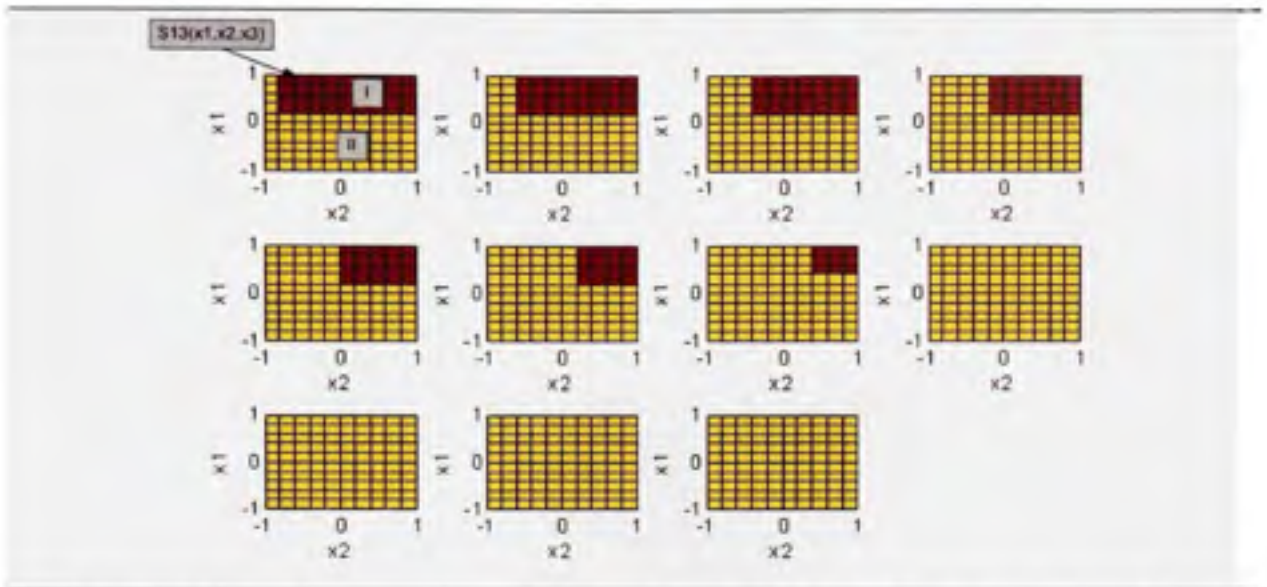 S13(x1,x2,x3)
I
II
1 1 1 1
x1 0 x1 0 x1 0 x1 0
-1 -1 -1 -1
-1 0 1 -1 0 1 -1 0 1 -1 0 1
x2 x2 x2 x2
1 1 1 1
x1 0 x1 0 x1 0 x1 0
-1 -1 -1 -1
-1 0 1 -1 0 1 -1 0 1 -1 0 1
x2 x2 x2 x2
1 1 1
x1 0 x1 0 x1 0
-1 -1 -1
-1 0 1 -1 0 1 -1 0 1
x2 x2 x2